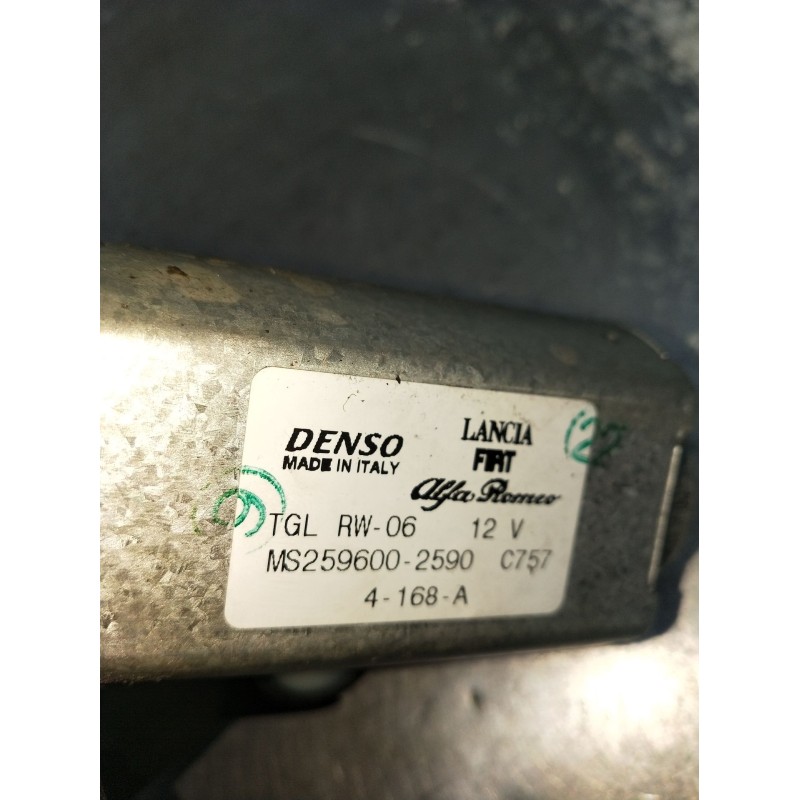 DENSO
MADE IN ITALY
LANCIA
FIAT
Alfa Romeo
TGL RW-06 12 V
MS259600-2590 C757
4-168-A